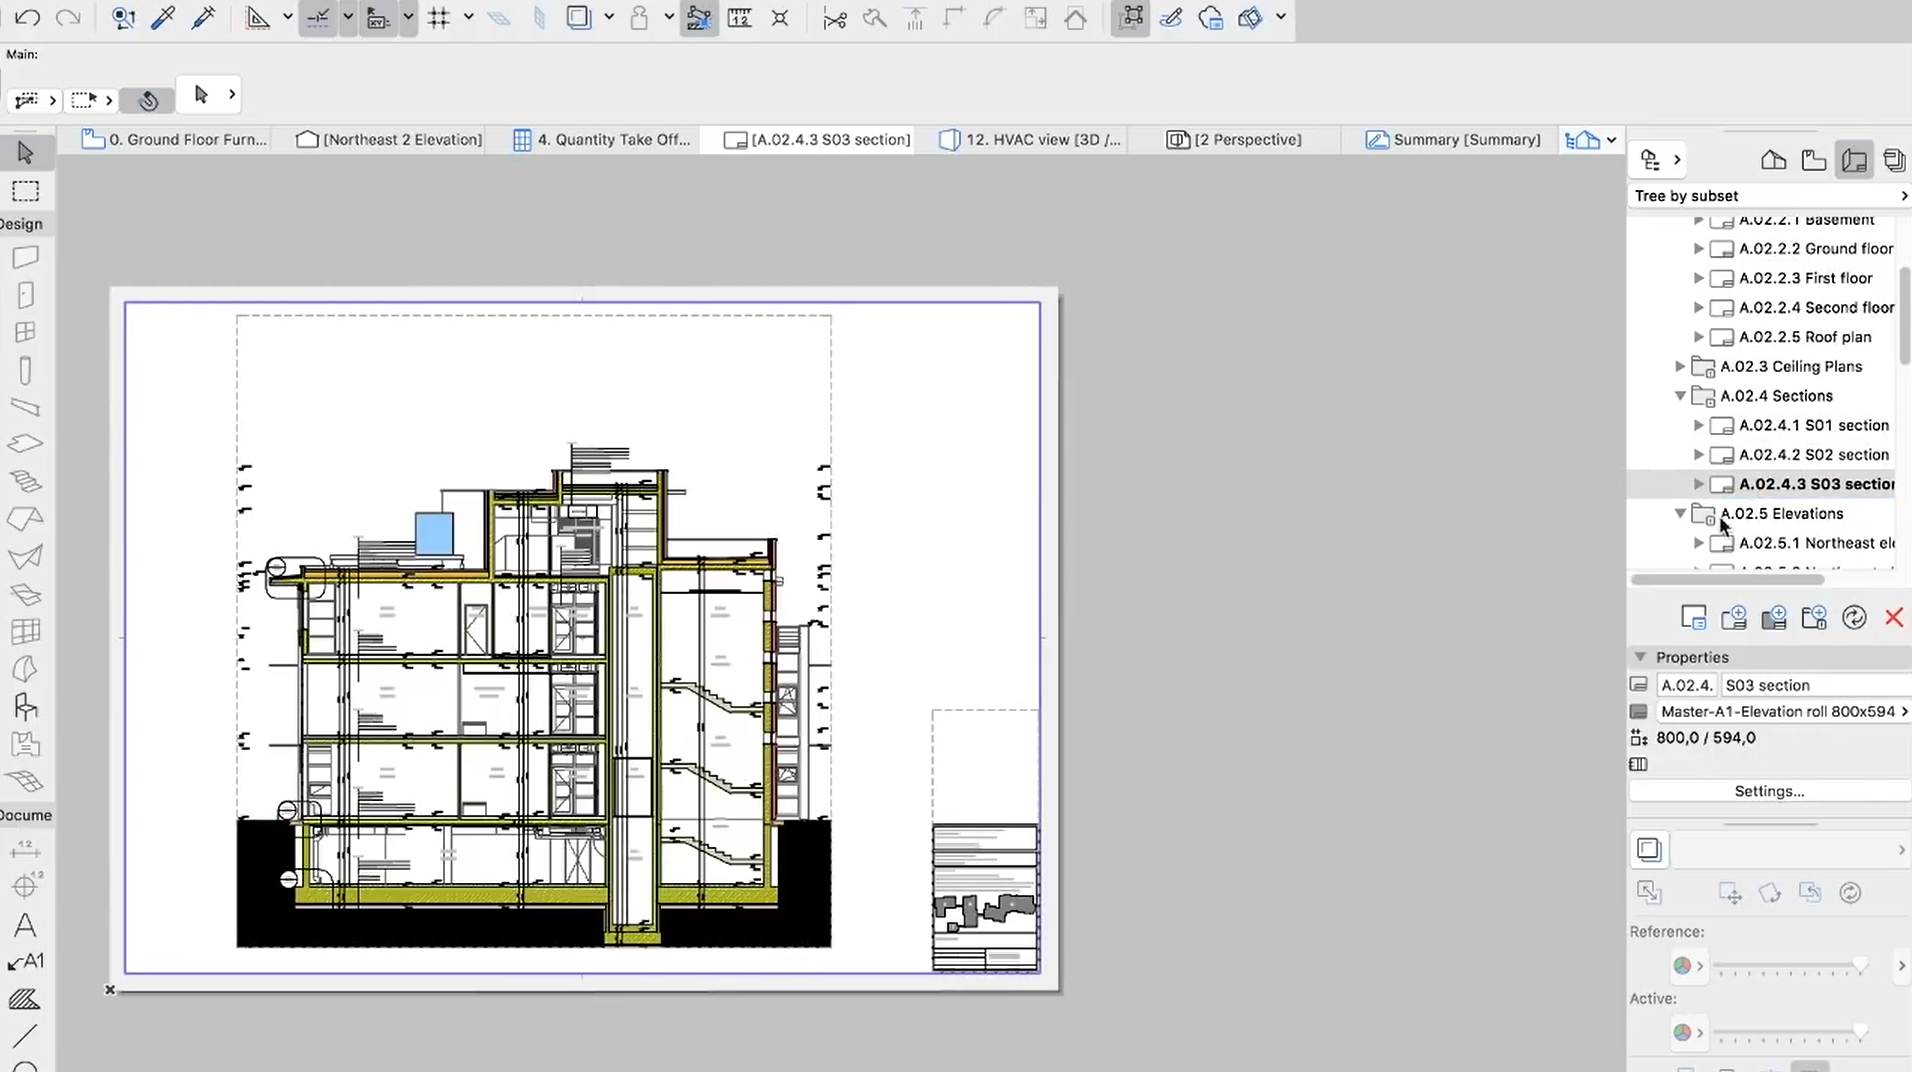 Main:
0. Ground Floor Furn...
[Northeast 2 Elevation]
4. Quantity Take Off...
[A.02.4.3 S03 section]
12. HVAC view [3D /...
[2 Perspective]
Summary [Summary]
Design
Docume
Tree by subset
A.02.2.1 Basement
A.02.2.2 Ground floor
A.02.2.3 First floor
A.02.2.4 Second floor
A.02.2.5 Roof plan
A.02.3 Ceiling Plans
A.02.4 Sections
A.02.4.1 S01 section
A.02.4.2 S02 section
A.02.4.3 S03 section
A.02.5 Elevations
A.02.5.1 Northeast ele
Properties
A.02.4. S03 section
Master-A1-Elevation roll 800x594
800,0 / 594,0
Settings...
Reference:
Active: